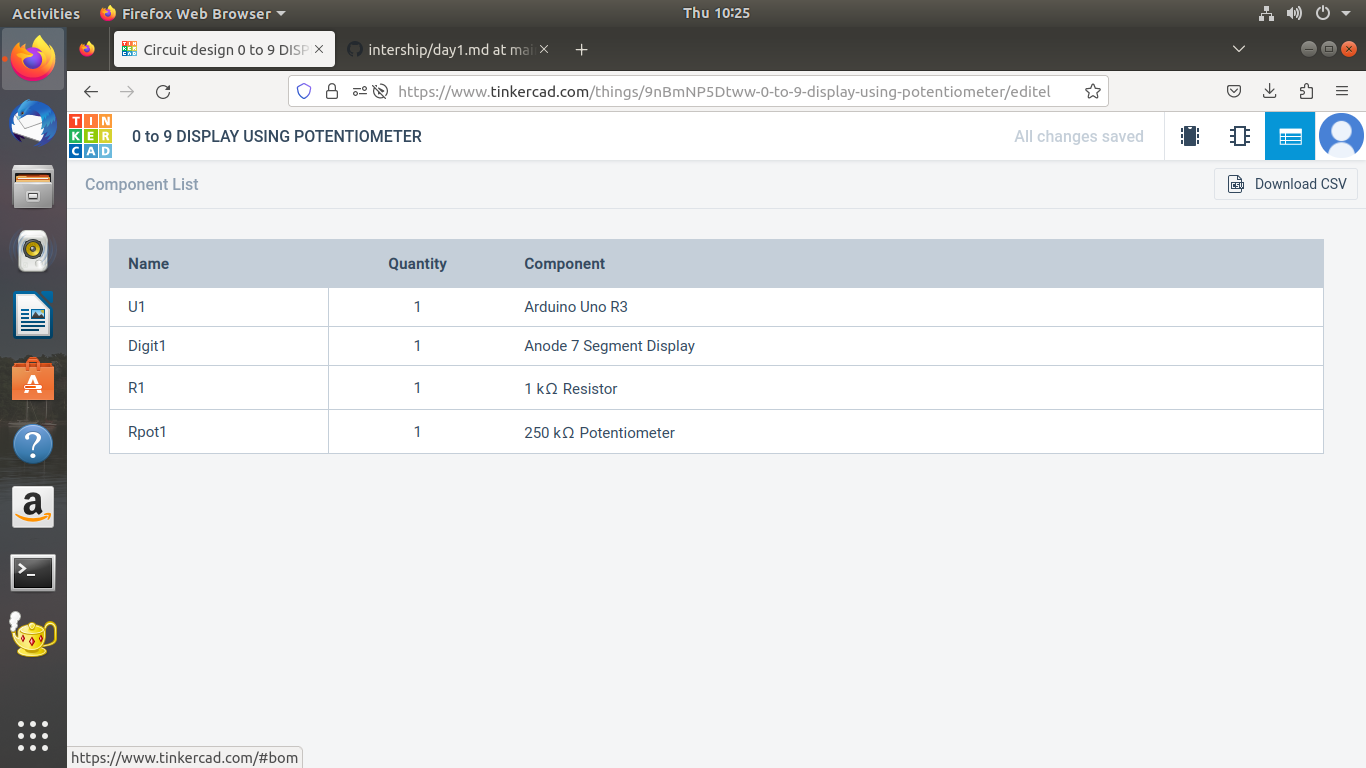 Activities Firefox Web Browser Thu 10:25
Circuit design 0 to 9 DISP intership/day1.md at mai
https://www.tinkercad.com/things/9nBmNP5Dtww-0-to-9-display-using-potentiometer/editel
TIN
KER
CAD
0 to 9 DISPLAY USING POTENTIOMETER All changes saved
Component List Download CSV
Name Quantity Component
U1 1 Arduino Uno R3
Digit1 1 Anode 7 Segment Display
R1 1 1 kΩ Resistor
Rpot1 1 250 kΩ Potentiometer
https://www.tinkercad.com/#bom